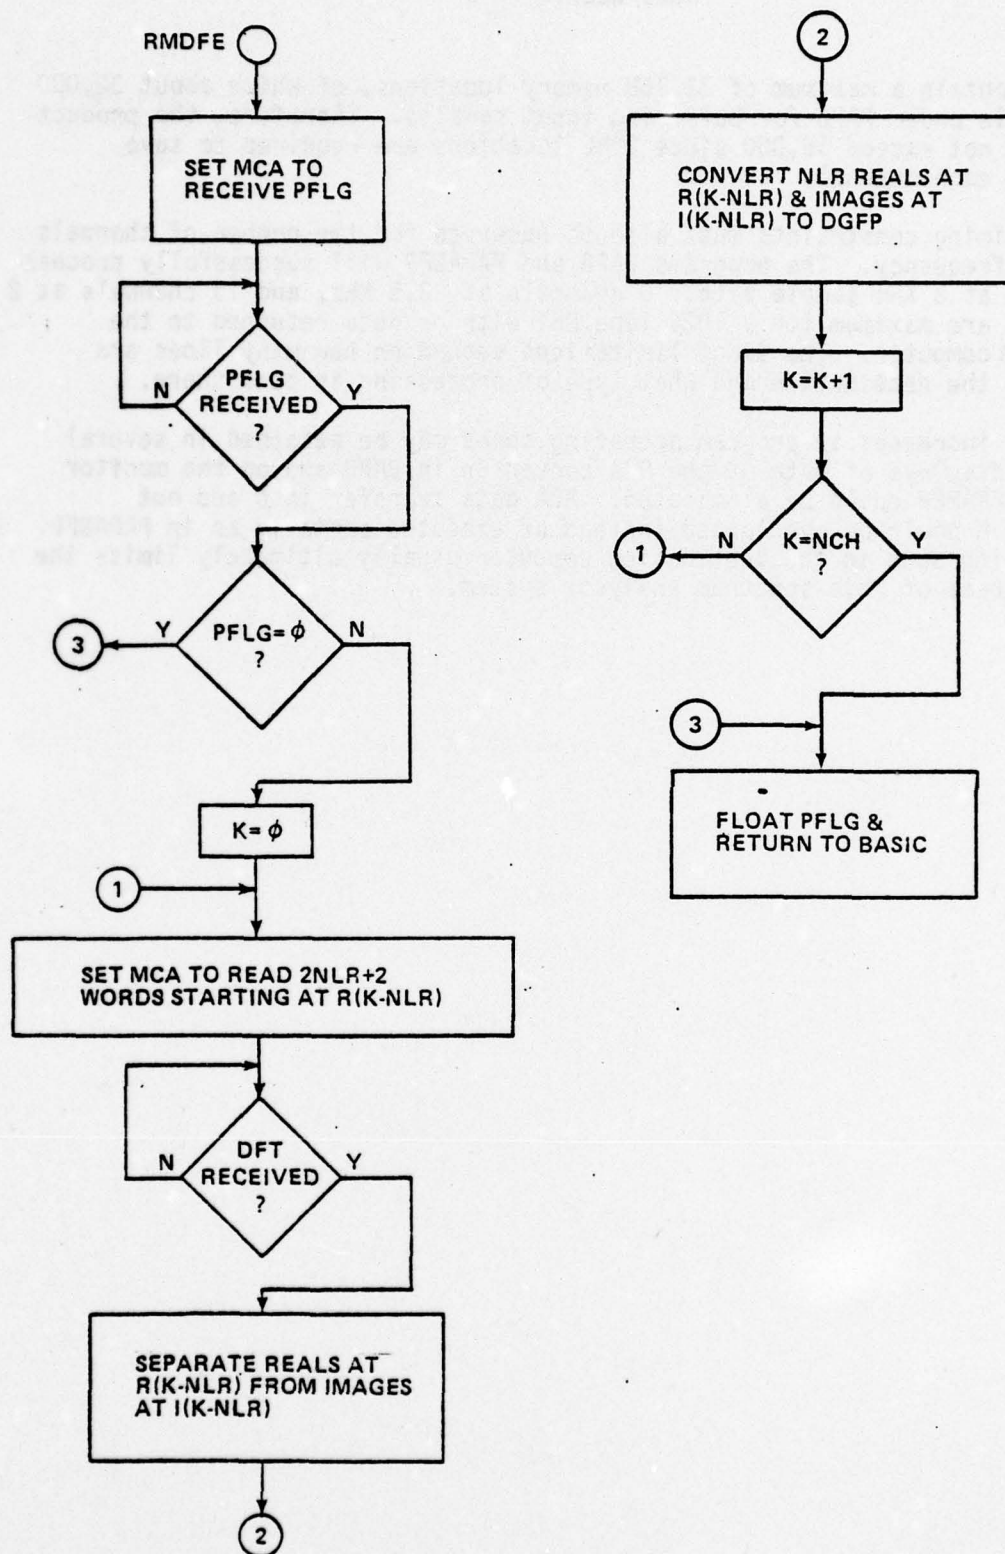 RMDFE
SET MCA TO
RECEIVE PFLG
PFLG
RECEIVED
?
N
Y
PFLG= ϕ
?
Y
N
3
K= ϕ
1
SET MCA TO READ 2NLR+2
WORDS STARTING AT R(K-NLR)
DFT
RECEIVED
?
N
Y
SEPARATE REALS AT
R(K-NLR) FROM IMAGES
AT I(K-NLR)
2
2
CONVERT NLR REALS AT
R(K-NLR) & IMAGES AT
I(K-NLR) TO DGFP
K=K+1
K=NCH
?
N
Y
1
3
FLOAT PFLG &
RETURN TO BASIC